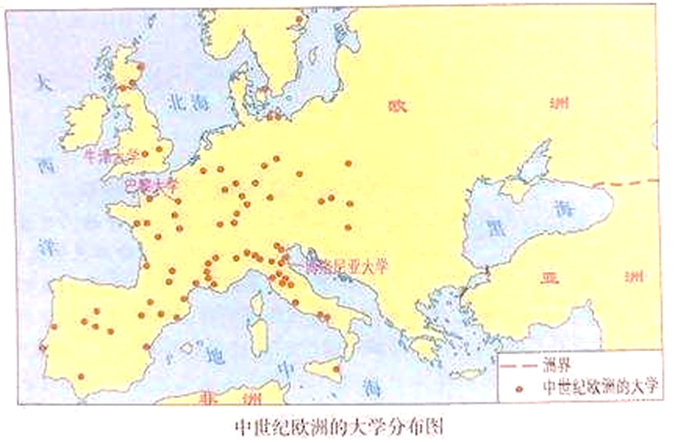 大
西
洋
北海
欧 洲
牛津大学
巴黎大学
黑 海
波洛尼亚大学
亚 洲
地
中
海
非 洲
洲界
中世纪欧洲的大学
中世纪欧洲的大学分布图